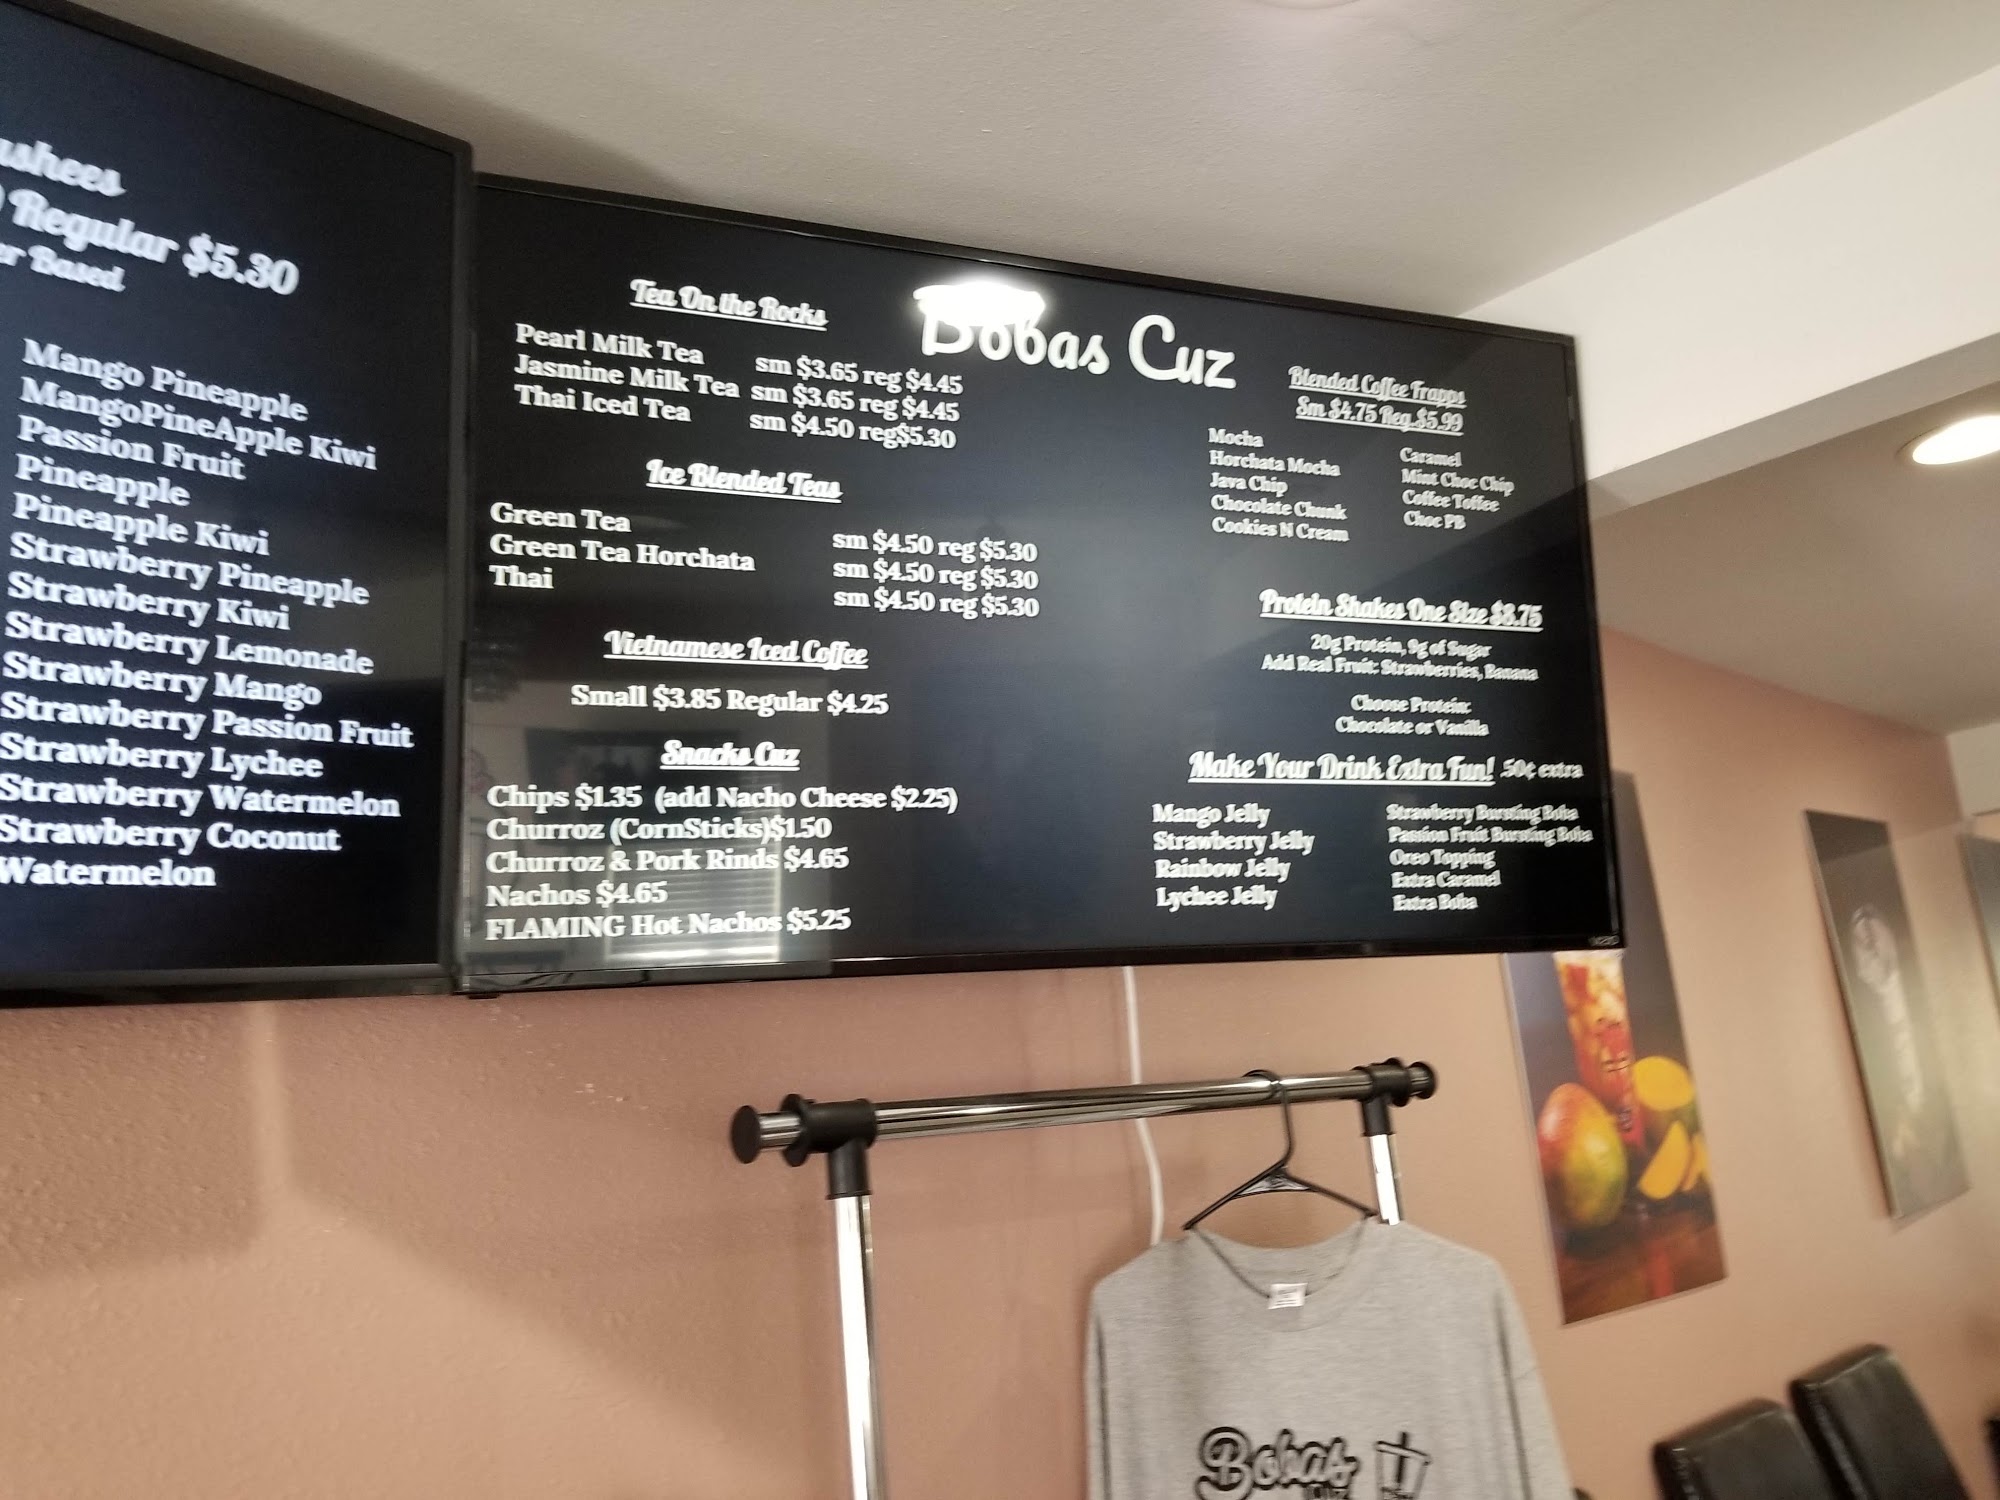 Regular $5.30
Based
Mango Pineapple
MangoPineApple Kiwi
Passion Fruit
Pineapple
Pineapple Kiwi
Strawberry Pineapple
Strawberry Kiwi
Strawberry Lemonade
Strawberry Mango
Strawberry Passion Fruit
Strawberry Lychee
Strawberry Watermelon
Strawberry Coconut
Watermelon
Bobas Cuz
Tea On the Rocks
Pearl Milk Tea sm $3.65 reg $4.45
Jasmine Milk Tea sm $3.65 reg $4.45
Thai Iced Tea sm $4.50 reg$5.30
Ice Blended Teas
Green Tea sm $4.50 reg $5.30
Green Tea Horchata sm $4.50 reg $5.30
Thai sm $4.50 reg $5.30
Vietnamese Iced Coffee
Small $3.85 Regular $4.25
Snacks Cuz
Chips $1.35 (add Nacho Cheese $2.25)
Churroz (CornSticks)$1.50
Churroz & Pork Rinds $4.65
Nachos $4.65
FLAMING Hot Nachos $5.25
Blended Coffee Frapps
Sm $4.75 Reg.$5.99
Mocha
Horchata Mocha
Java Chip
Chocolate Chunk
Cookies N Cream
Caramel
Mint Choc Chip
Coffee Toffee
Choc PB
Protein Shakes One Size $8.75
20g Protein, 9g of Sugar
Add Real Fruit: Strawberries, Banana
Choose Protein:
Chocolate or Vanilla
Make Your Drink Extra Fun! .50¢ extra
Mango Jelly
Strawberry Jelly
Rainbow Jelly
Lychee Jelly
Strawberry Bursting Boba
Passion Fruit Bursting Boba
Oreo Topping
Extra Caramel
Extra Boba
Bobas